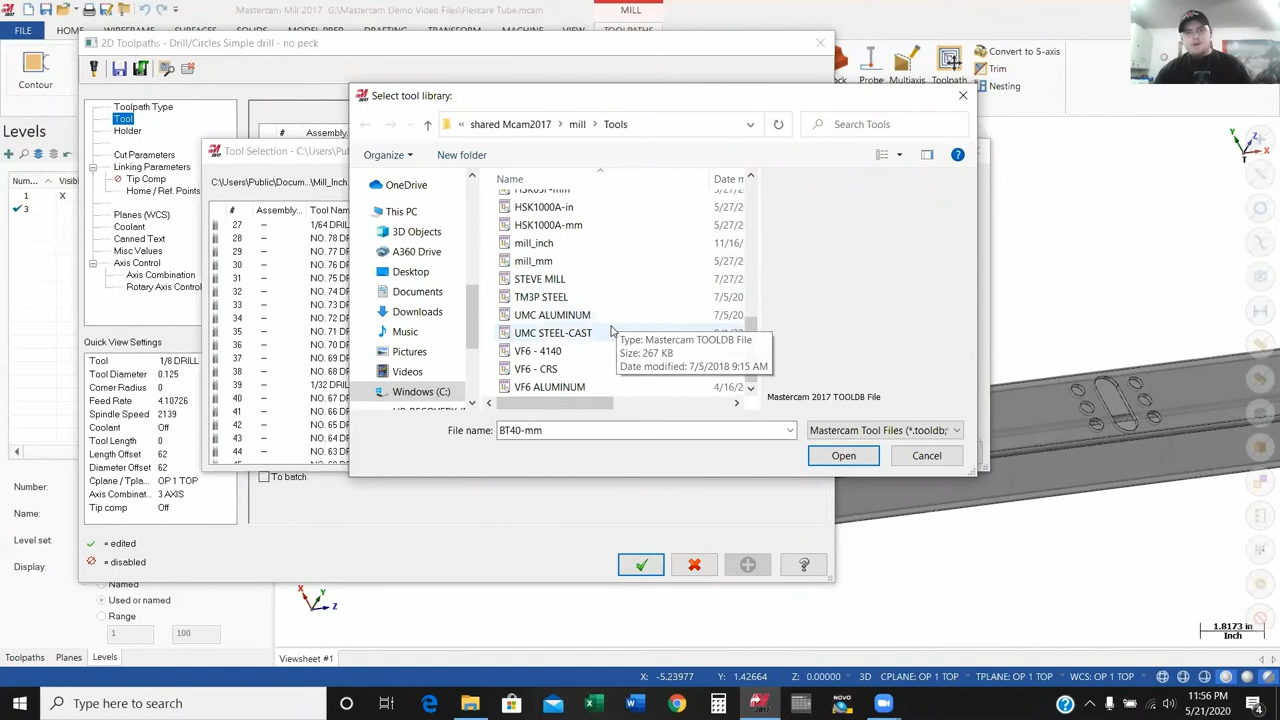 Mastercam Mill 2017 G:\Mastercam Demo Video Files\Flexcare Tube.mcam
MILL
FILE HOME WIREFRAME SURFACES SOLIDS MODEL PREP DRAFTING TRANSFORM MACHINE VIEW TOOLPATHS
2D Toolpaths - Drill/Circles Simple drill - no peck
Contour
Probe Multiaxis Toolpath
Convert to 5-axis
Trim
Nesting
Levels
Num... Visib
1 X
3
Toolpath Type
Tool
Holder
Cut Parameters
Linking Parameters
Tip Comp
Home / Ref. Points
Planes (WCS)
Coolant
Canned Text
Misc Values
Axis Control
Axis Combination
Rotary Axis Control
# Assembly
Tool Selection - C:\Users\Pu
C:\Users\Public\Docum...\Mill_Inch.
# Assembly... Tool Name
27 -- 1/64 DRILL
28 -- NO. 78 DR
29 -- NO. 77 DR
30 -- NO. 76 DR
31 -- NO. 75 DR
32 -- NO. 74 DR
33 -- NO. 73 DR
34 -- NO. 72 DR
35 -- NO. 71 DR
36 -- NO. 70 DR
37 -- NO. 69 DR
38 -- NO. 68 DR
39 -- 1/32 DRILL
40 -- NO. 67 DR
41 -- NO. 66 DR
42 -- NO. 65 DR
43 -- NO. 64 DR
44 -- NO. 63 DR
Select tool library:
« shared Mcam2017 > mill > Tools
Search Tools
Organize New folder
OneDrive
This PC
3D Objects
A360 Drive
Desktop
Documents
Downloads
Music
Pictures
Videos
Windows (C:)
Name Date m
HSK63F-mm 5/27/2
HSK1000A-in 5/27/2
HSK1000A-mm 5/27/2
mill_inch 11/16/
mill_mm 5/27/2
STEVE MILL 7/27/2
TM3P STEEL 7/5/20
UMC ALUMINUM 7/5/20
UMC STEEL-CAST
VF6 - 4140
VF6 - CRS
VF6 ALUMINUM 4/16/2
Type: Mastercam TOOLDB File
Size: 267 KB
Date modified: 7/5/2018 9:15 AM
Mastercam 2017 TOOLDB File
File name: BT40-mm
Mastercam Tool Files (*.tooldb;
Open Cancel
Quick View Settings
Tool 1/8 DRILL
Tool Diameter 0.125
Corner Radius 0
Feed Rate 4.10726
Spindle Speed 2139
Coolant Off
Tool Length 0
Length Offset 62
Diameter Offset 62
Cplane / Tpla... OP 1 TOP
Axis Combinat... 3 AXIS
Tip comp Off
= edited
= disabled
To batch
Number:
Name:
Level set:
Display:
Named
Used or named
Range
1 100
X Y Z
Y X T
1.8173 in
Inch
Toolpaths Planes Levels
Viewsheet #1
X: -5.23977 Y: 1.42664 Z: 0.00000 3D CPLANE: OP 1 TOP TPLANE: OP 1 TOP WCS: OP 1 TOP
Type here to search
NOVO
2017
11:56 PM
5/21/2020